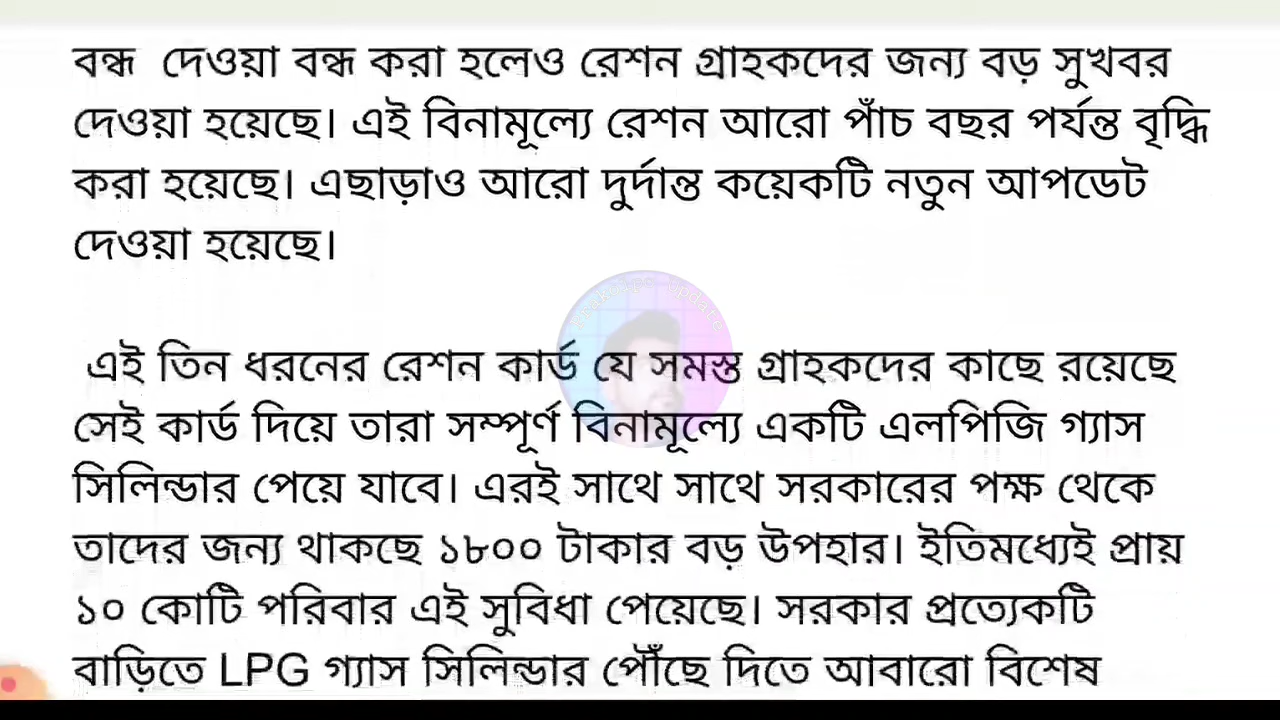 বন্ধ দেওয়া বন্ধ করা হলেও রেশন গ্রাহকদের জন্য বড় সুখবর
দেওয়া হয়েছে। এই বিনামূল্যে রেশন আরো পাঁচ বছর পর্যন্ত বৃদ্ধি
করা হয়েছে। এছাড়াও আরো দুর্দান্ত কয়েকটি নতুন আপডেট
দেওয়া হয়েছে।
এই তিন ধরনের রেশন কার্ড যে সমস্ত গ্রাহকদের কাছে রয়েছে
সেই কার্ড দিয়ে তারা সম্পূর্ণ বিনামূল্যে একটি এলপিজি গ্যাস
সিলিন্ডার পেয়ে যাবে। এরই সাথে সাথে সরকারের পক্ষ থেকে
তাদের জন্য থাকছে ১৮০০ টাকার বড় উপহার। ইতিমধ্যেই প্রায়
১০ কোটি পরিবার এই সুবিধা পেয়েছে। সরকার প্রত্যেকটি
বাড়িতে LPG গ্যাস সিলিন্ডার পৌঁছে দিতে আবারো বিশেষ